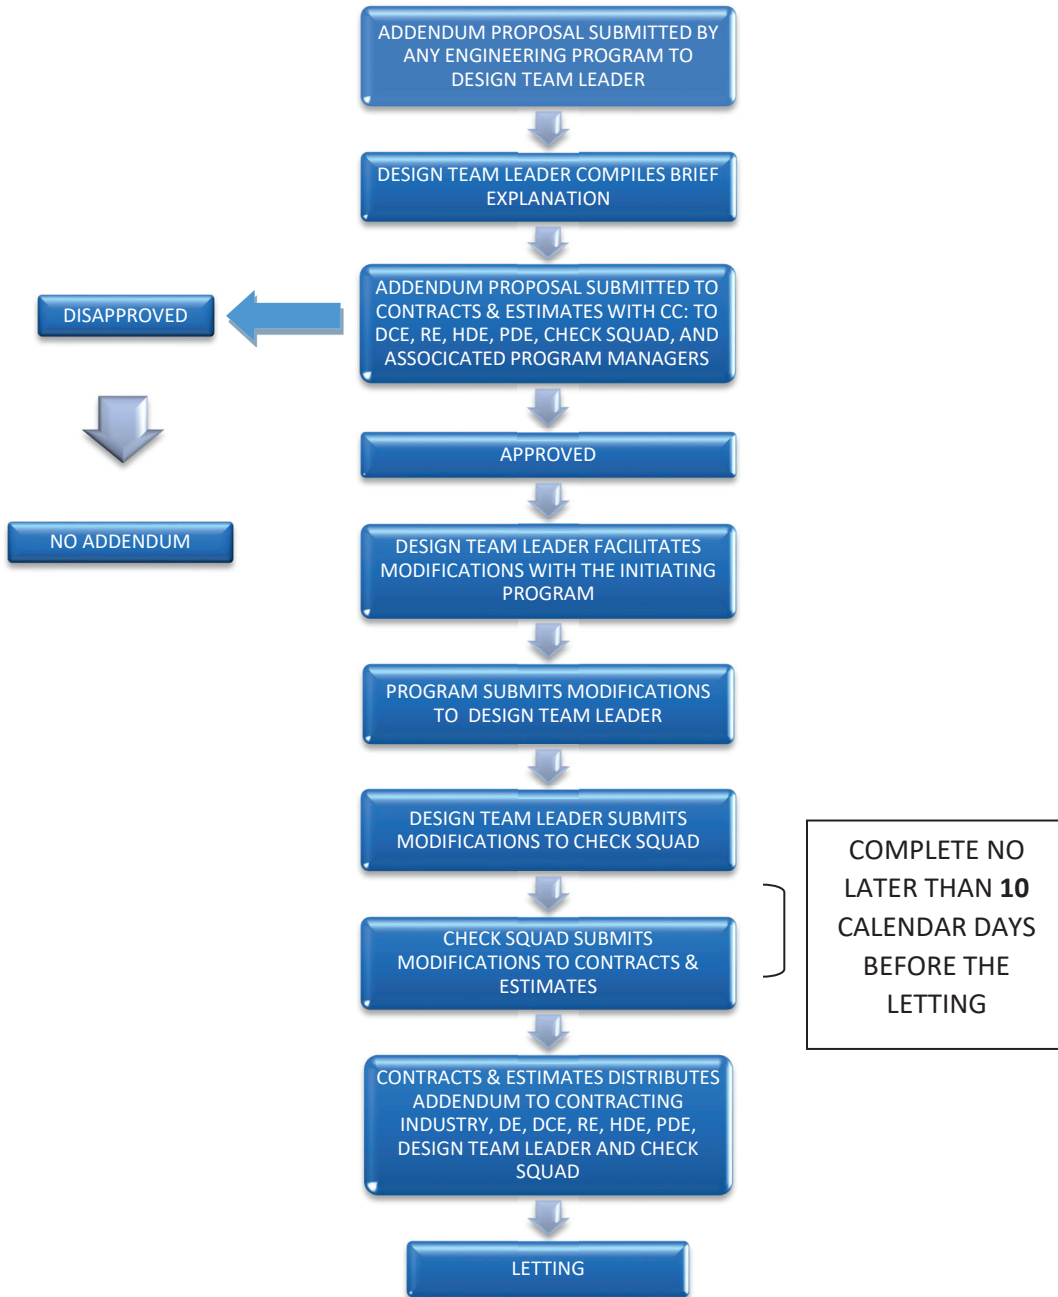 ADDENDUM PROPOSAL SUBMITTED BY
ANY ENGINEERING PROGRAM TO
DESIGN TEAM LEADER
DESIGN TEAM LEADER COMPILES BRIEF
EXPLANATION
ADDENDUM PROPOSAL SUBMITTED TO
CONTRACTS & ESTIMATES WITH CC: TO
DCE, RE, HDE, PDE, CHECK SQUAD, AND
ASSOCICATED PROGRAM MANAGERS
DISAPPROVED
NO ADDENDUM
APPROVED
DESIGN TEAM LEADER FACILITATES
MODIFICATIONS WITH THE INITIATING
PROGRAM
PROGRAM SUBMITS MODIFICATIONS
TO DESIGN TEAM LEADER
DESIGN TEAM LEADER SUBMITS
MODIFICATIONS TO CHECK SQUAD
CHECK SQUAD SUBMITS
MODIFICATIONS TO CONTRACTS &
ESTIMATES
COMPLETE NO
LATER THAN 10
CALENDAR DAYS
BEFORE THE
LETTING
CONTRACTS & ESTIMATES DISTRIBUTES
ADDENDUM TO CONTRACTING
INDUSTRY, DE, DCE, RE, HDE, PDE,
DESIGN TEAM LEADER AND CHECK
SQUAD
LETTING